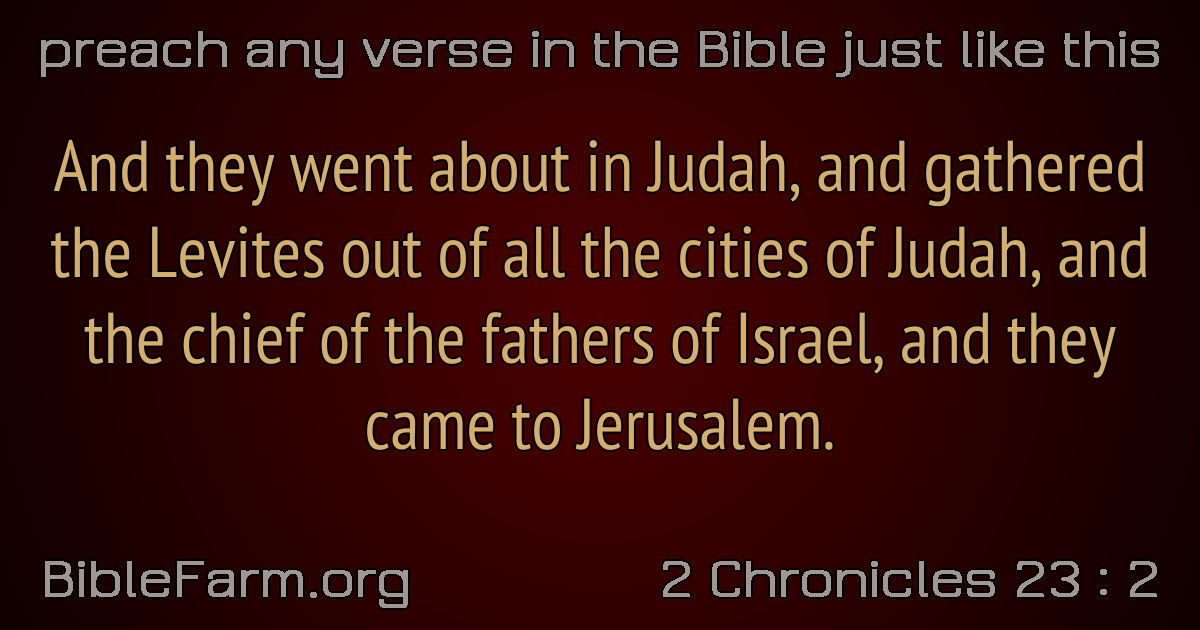 preach any verse in the Bible just like this
And they went about in Judah, and gathered
the Levites out of all the cities of Judah, and
the chief of the fathers of Israel, and they
came to Jerusalem.
BibleFarm.org
2 Chronicles 23 : 2